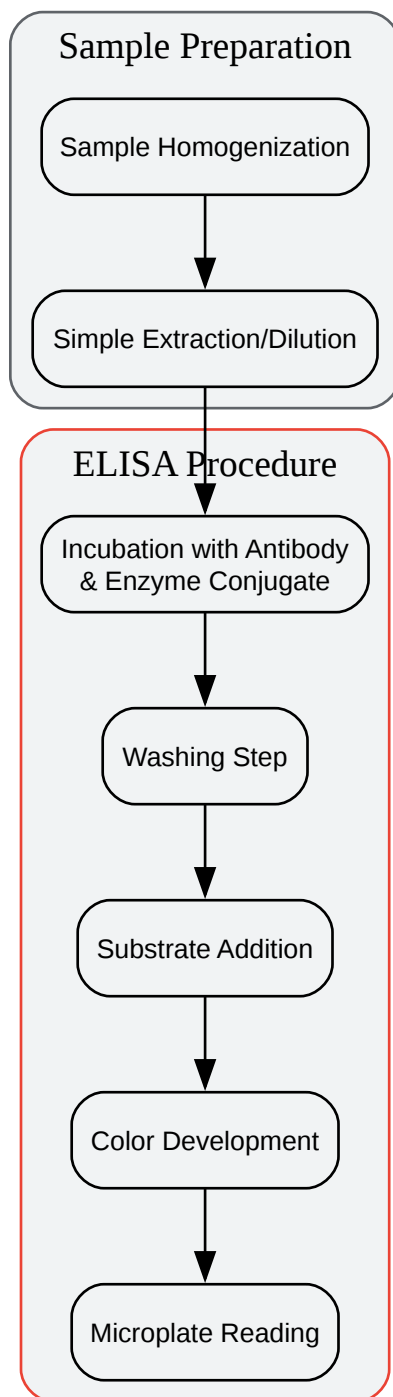 Sample Preparation
Sample Homogenization
Simple Extraction/Dilution
ELISA Procedure
Incubation with Antibody
& Enzyme Conjugate
Washing Step
Substrate Addition
Color Development
Microplate Reading